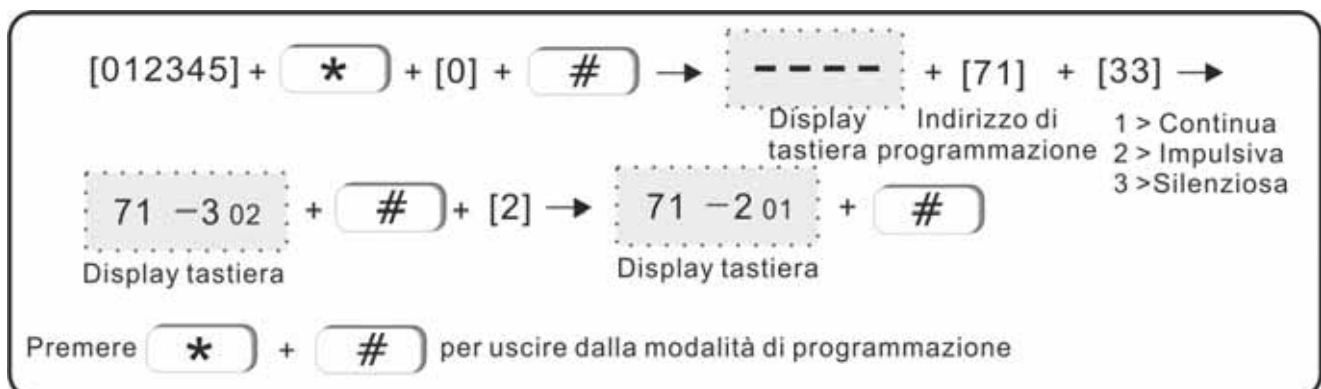 [012345] + * + [0] + # → – – – – + [71] + [33] →
Display Indirizzo di 1 > Continua
tastiera programmazione 2 > Impulsiva
3 >Silenziosa
71 –3 02 + # + [2] → 71 –2 01 + #
Display tastiera Display tastiera
Premere * + # per uscire dalla modalità di programmazione